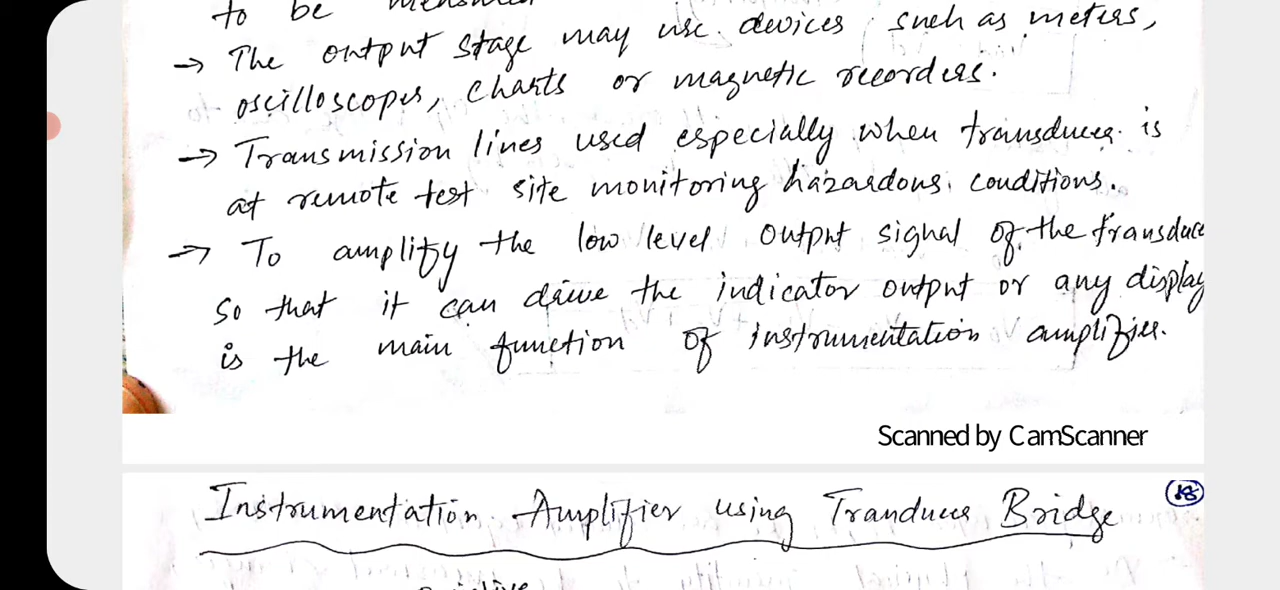 to be
→ The output stage may use devices such as meters,
oscilloscopes, charts or magnetic recorders.
→ Transmission lines used especially when transducer is
at remote test site monitoring hazardous conditions.
→ To amplify the low level output signal of the transduce
so that it can drive the indicator output or any display
is the main function of instrumentation amplifier.
Scanned by CamScanner
18
Instrumentation Amplifier using Tranducer Bridge